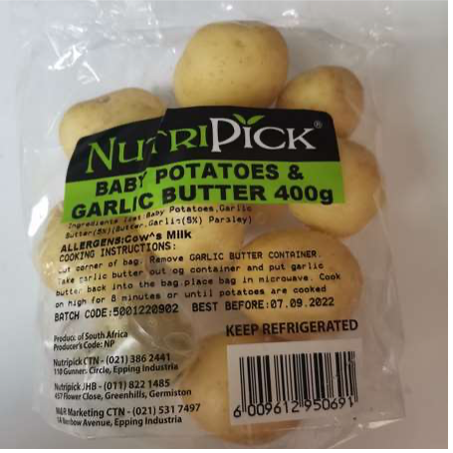 NUTRIPICK®
BABY POTATOES &
GARLIC BUTTER 400g
Ingredients Baby Potatoes,Garlic
Butter(5%)(Butter,Garlic(5%) Parsley)
ALLERGENS:Cow^s Milk
COOKING INSTRUCTIONS:
Cut corner of bag. Remove GARLIC BUTTER CONTAINER.
Take garlic butter out og container and put garlic
butter back into the bag.place bag in microwave. Cook
on high for 8 minutes or until potatoes are cooked
BATCH CODE:5001220902 BEST BEFORE:07.09.2022
Product of South Africa
Producer's Code: NP
KEEP REFRIGERATED
Nutripick CTN - (021) 386 2441
110 Gunners Circle, Epping Industria
Nutripick JHB - (011) 822 1485
457 Flower Close, Greenhills, Germiston
M&R Marketing CTN - (021) 531 7497
Rainbow Avenue, Epping Industria
6 009612 950691